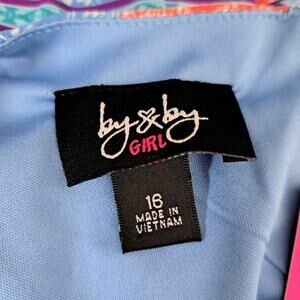 by & by
GIRL
16
MADE IN
VIETNAM